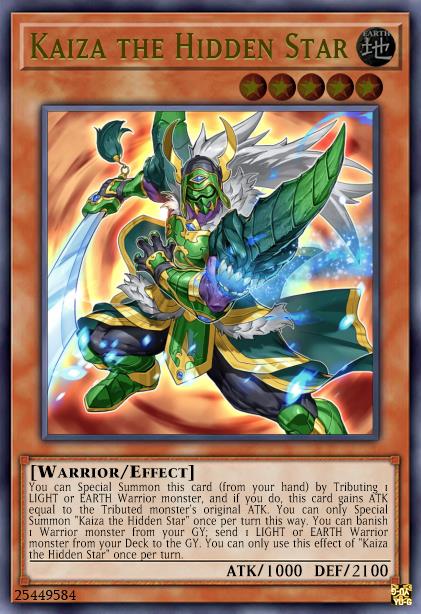 KAIZA THE HIDDEN STAR
EARTH
地
[WARRIOR/EFFECT]
You can Special Summon this card (from your hand) by Tributing 1
LIGHT or EARTH Warrior monster, and if you do, this card gains ATK
equal to the Tributed monster's original ATK. You can only Special
Summon "Kaiza the Hidden Star" once per turn this way. You can banish
1 Warrior monster from your GY; send 1 LIGHT or EARTH Warrior
monster from your Deck to the GY. You can only use this effect of "Kaiza
the Hidden Star" once per turn.
ATK/1000 DEF/2100
25449584